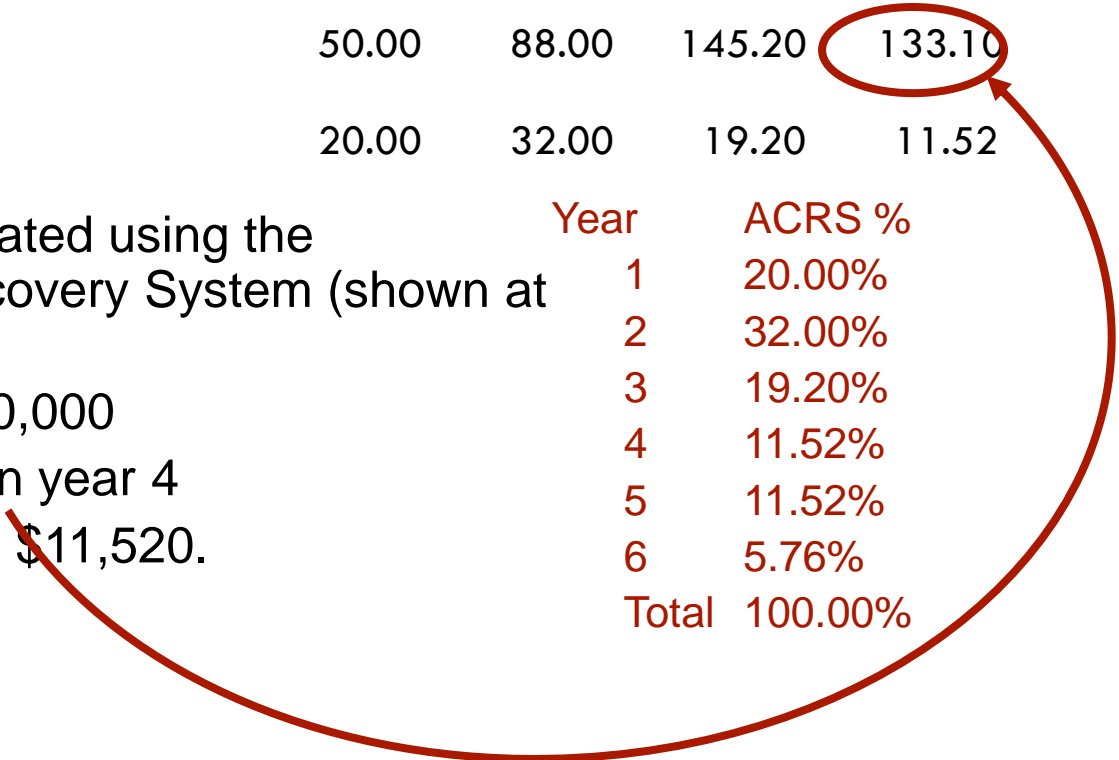 50.00 88.00 145.20 133.10
20.00 32.00 19.20 11.52
ated using the
covery System (shown at
0,000
n year 4
$11,520.
Year ACRS %
1 20.00%
2 32.00%
3 19.20%
4 11.52%
5 11.52%
6 5.76%
Total 100.00%